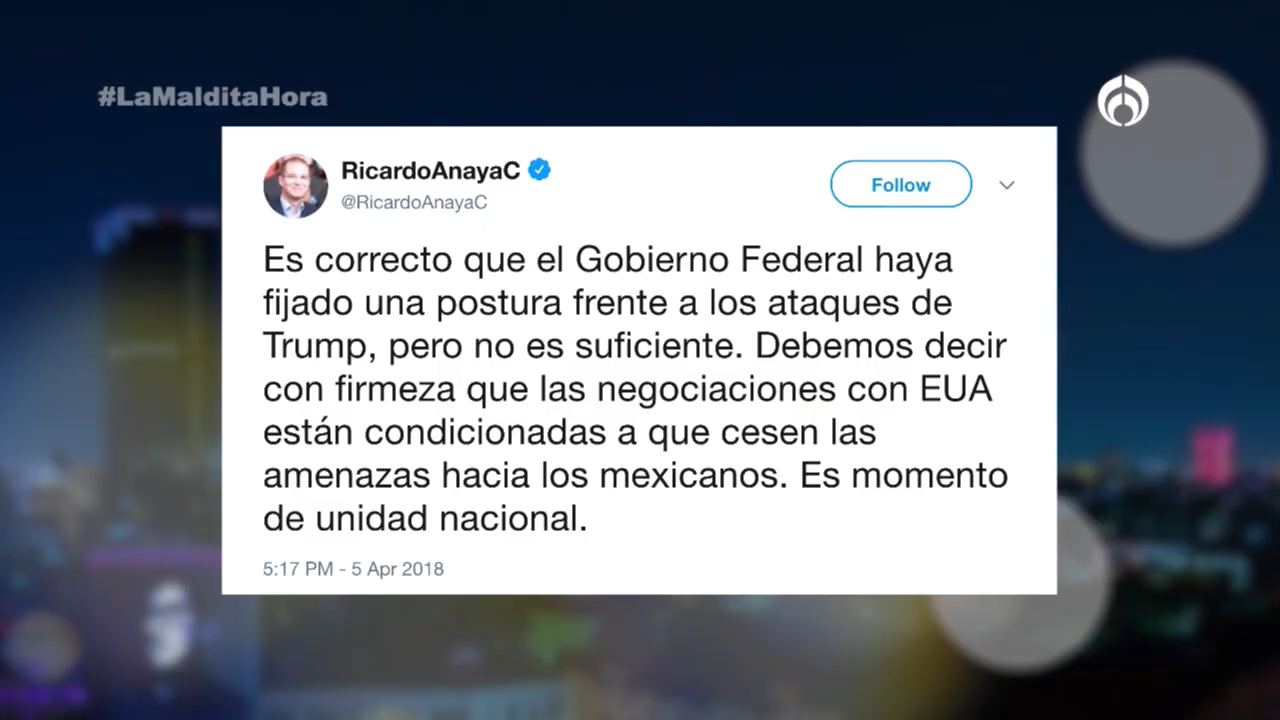 #LaMalditaHora
RicardoAnayaC
@RicardoAnayaC
Follow
Es correcto que el Gobierno Federal haya
fijado una postura frente a los ataques de
Trump, pero no es suficiente. Debemos decir
con firmeza que las negociaciones con EUA
están condicionadas a que cesen las
amenazas hacia los mexicanos. Es momento
de unidad nacional.
5:17 PM - 5 Apr 2018